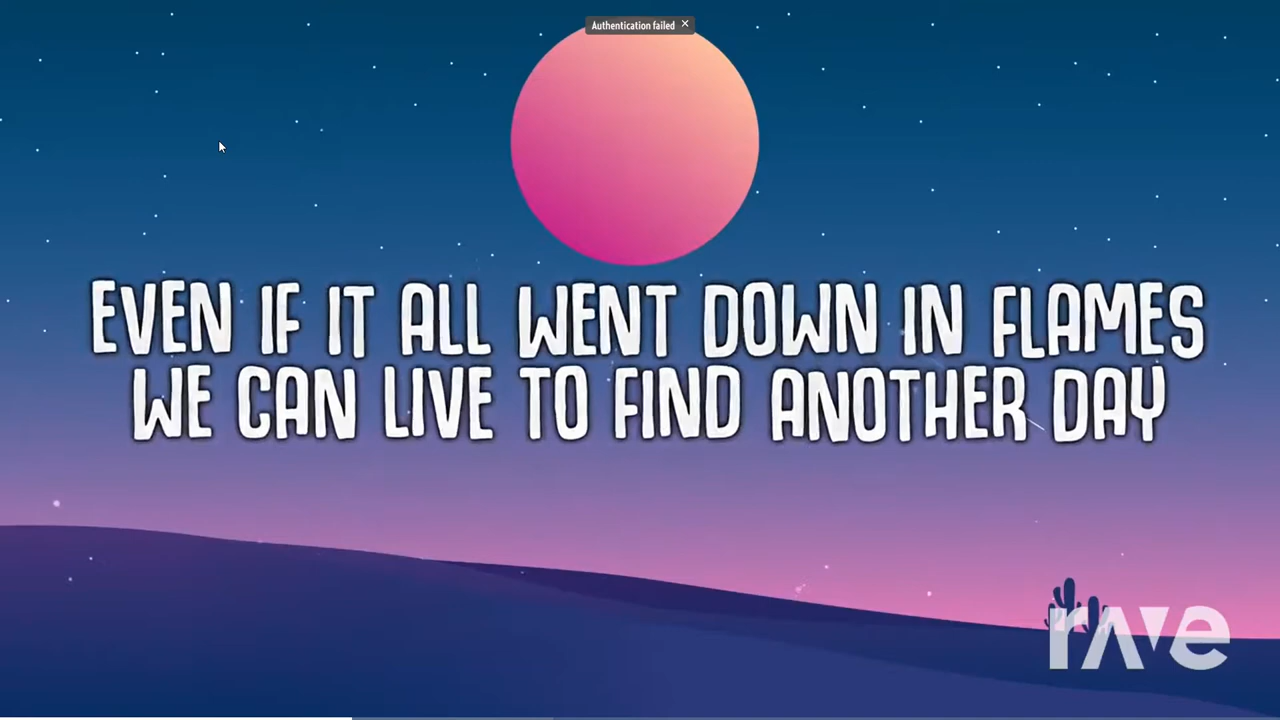 Authentication failed ×
EVEN IF IT ALL WENT DOWN IN FLAMES
WE CAN LIVE TO FIND ANOTHER DAY
rave